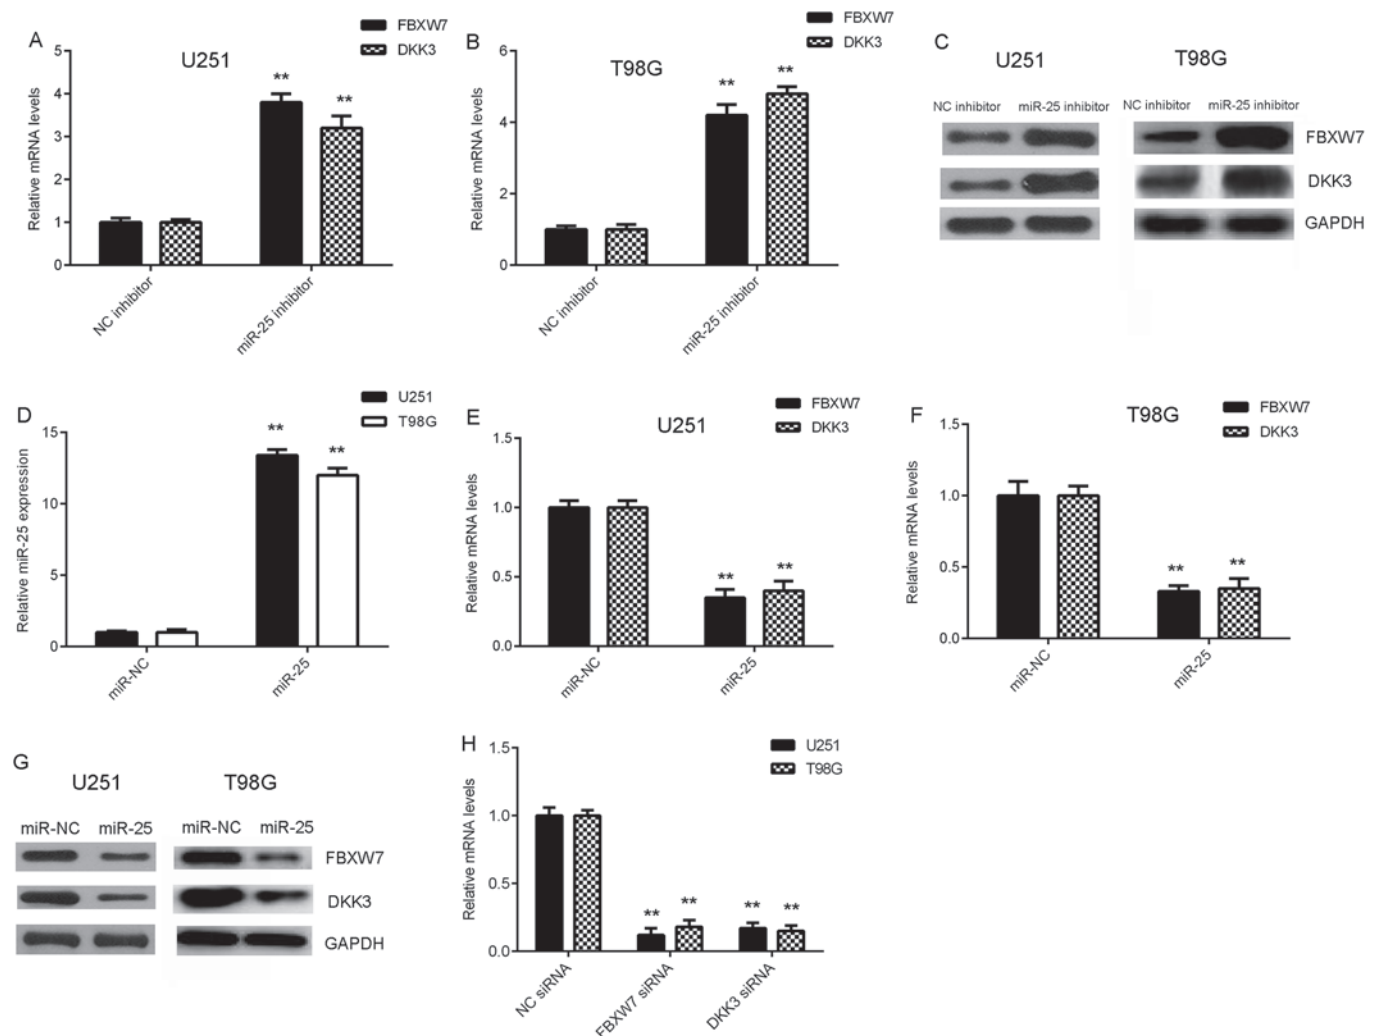 A
U251
FBXW7
DKK3
Relative mRNA levels
5
4
3
2
1
0
**
**
NC inhibitor
miR-25 inhibitor
B
T98G
FBXW7
DKK3
Relative mRNA levels
6
4
2
0
**
**
NC inhibitor
miR-25 inhibitor
C
U251
T98G
NC inhibitor miR-25 inhibitor NC inhibitor miR-25 inhibitor
FBXW7
DKK3
GAPDH
D
U251
T98G
Relative miR-25 expression
15
10
5
0
**
**
miR-NC
miR-25
E
U251
FBXW7
DKK3
Relative mRNA levels
1.5
1.0
0.5
0.0
**
**
miR-NC
miR-25
F
T98G
FBXW7
DKK3
Relative mRNA levels
1.5
1.0
0.5
0.0
**
**
miR-NC
miR-25
G
U251
T98G
miR-NC miR-25 miR-NC miR-25
FBXW7
DKK3
GAPDH
H
U251
T98G
Relative mRNA levels
1.5
1.0
0.5
0.0
**
**
**
**
NC siRNA
FBXW7 siRNA
DKK3 siRNA